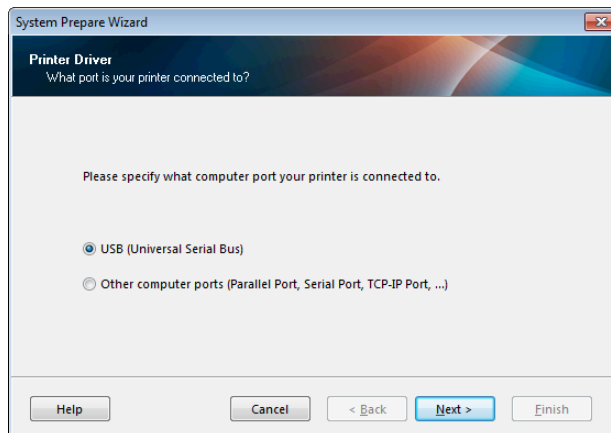 System Prepare Wizard
Printer Driver
What port is your printer connected to?
Please specify what computer port your printer is connected to.
USB (Universal Serial Bus)
Other computer ports (Parallel Port, Serial Port, TCP-IP Port, ...)
Help Cancel < Back Next > Finish